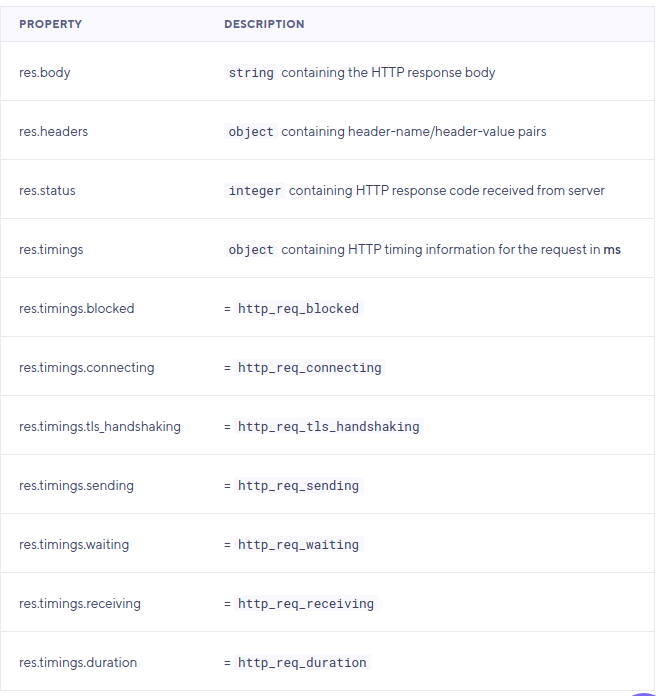 PROPERTY DESCRIPTION
res.body string containing the HTTP response body
res.headers object containing header-name/header-value pairs
res.status integer containing HTTP response code received from server
res.timings object containing HTTP timing information for the request in ms
res.timings.blocked = http_req_blocked
res.timings.connecting = http_req_connecting
res.timings.tls_handshaking = http_req_tls_handshaking
res.timings.sending = http_req_sending
res.timings.waiting = http_req_waiting
res.timings.receiving = http_req_receiving
res.timings.duration = http_req_duration